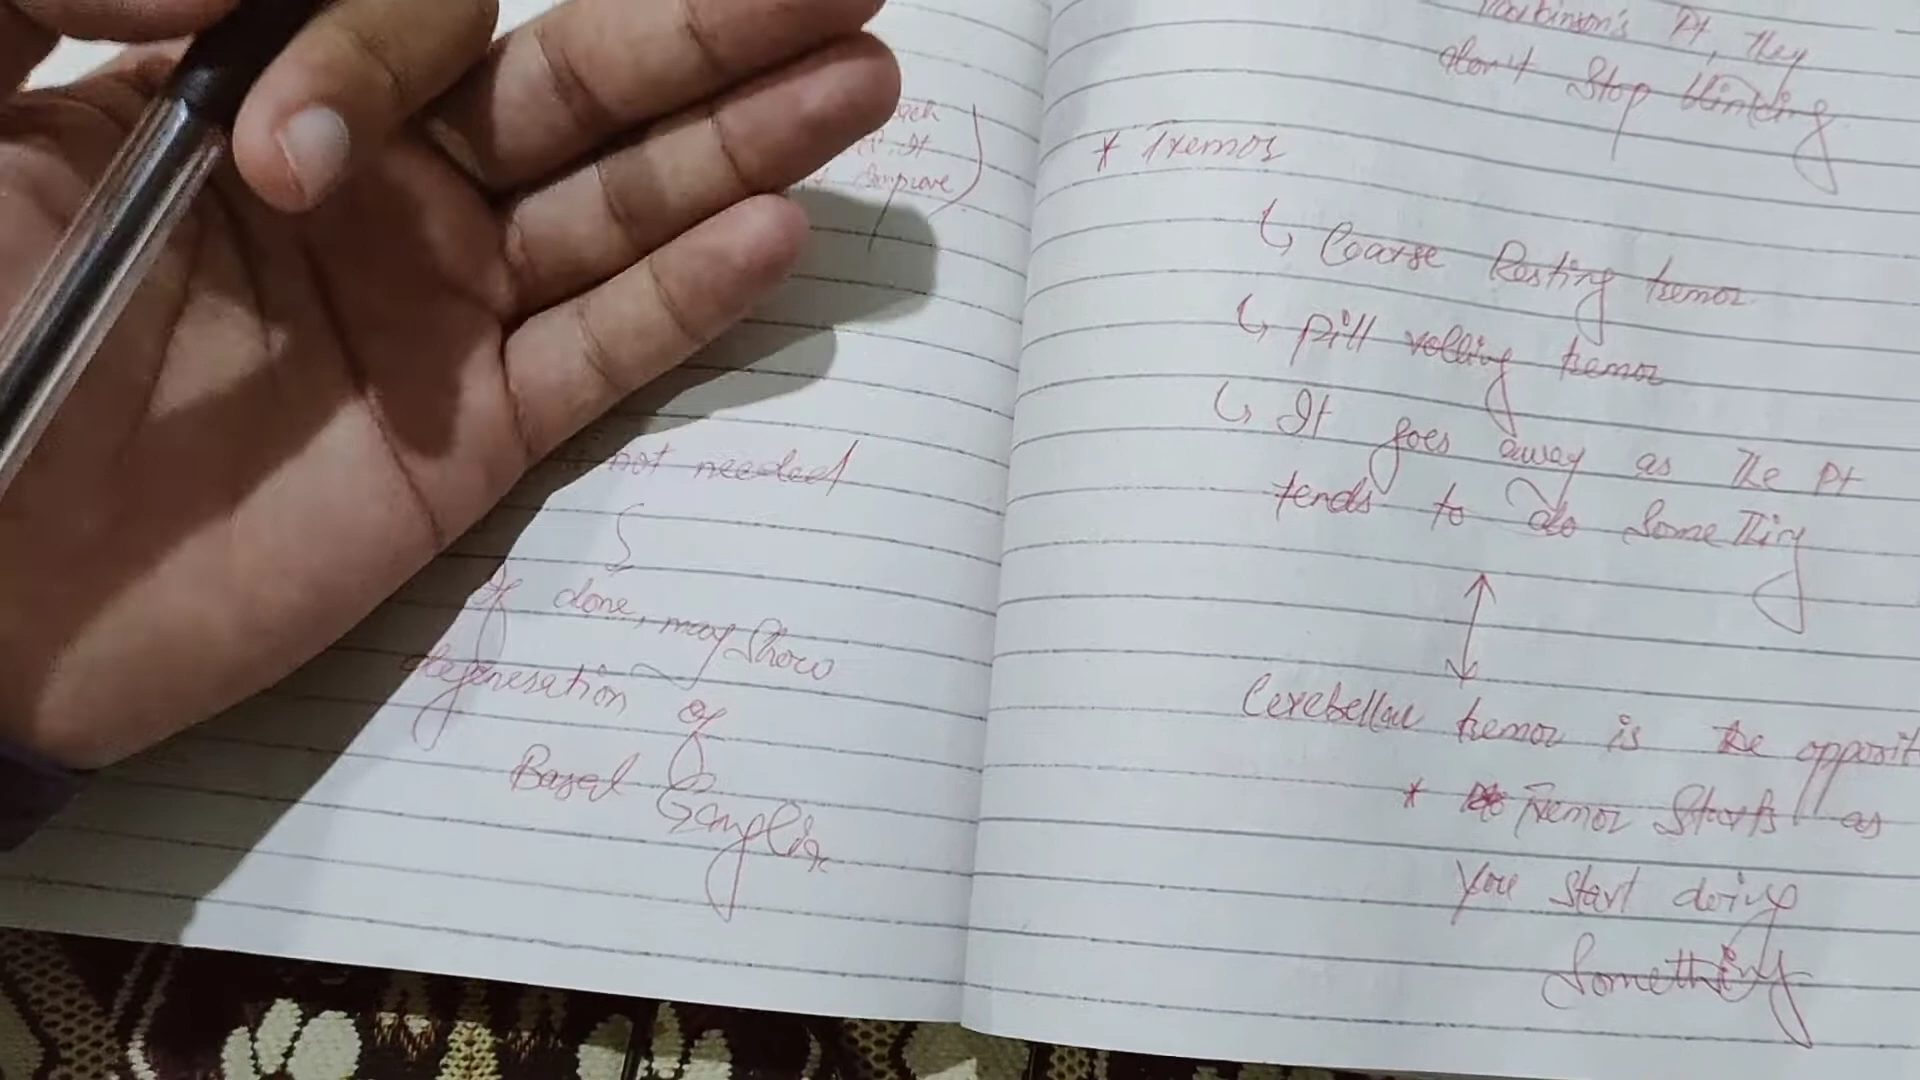 improve
not needed
If done, may Show
degeneration of
Basal Ganglia
Parkinson's Pt, they
don't Stop blinking
* Tremor
↳ Coarse Resting tremor
↳ pill rolling tremor
↳ It goes away as the pt
tends to do Something
↕
Cerebellar tremor is the opposit
* Tremor Starts as
you start doing
Something